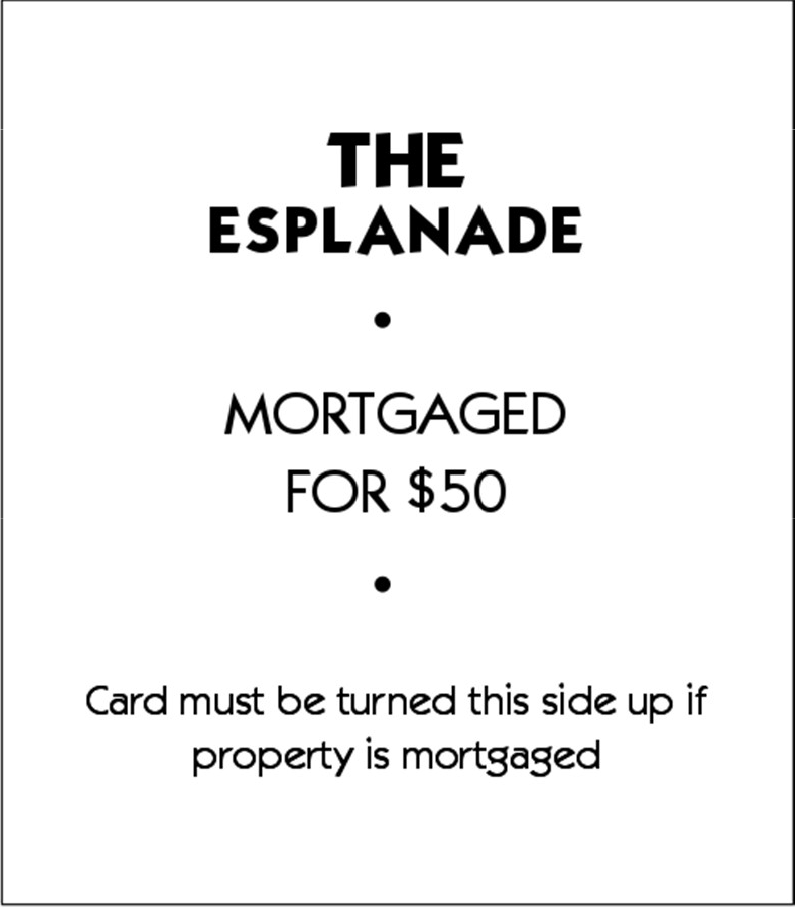 THE
ESPLANADE
•
MORTGAGED
FOR $50
•
Card must be turned this side up if
property is mortgaged